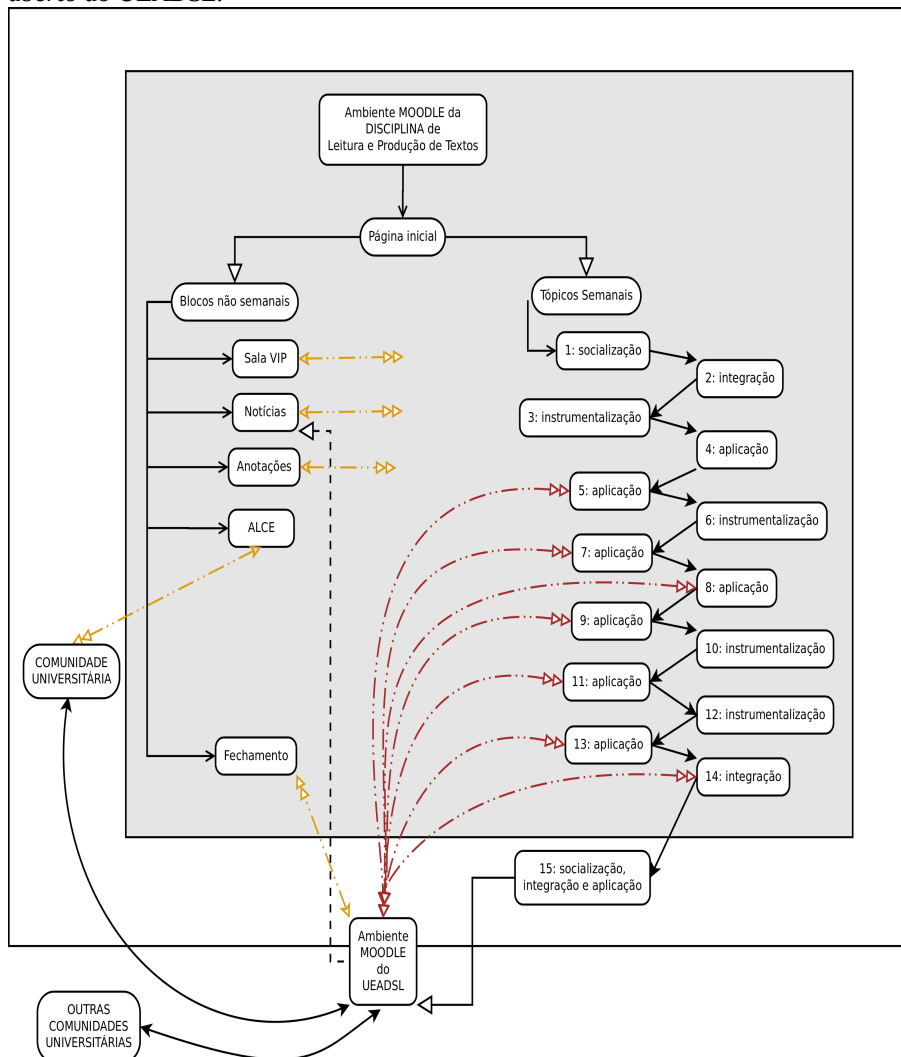 aberto do UEADSL.
Ambiente MOODLE da
DISCIPLINA de
Leitura e Produção de Textos
Página inicial
Blocos não semanais
Tópicos Semanais
Sala VIP
Notícias
Anotações
ALCE
Fechamento
1: socialização
2: integração
3: instrumentalização
4: aplicação
5: aplicação
6: instrumentalização
7: aplicação
8: aplicação
9: aplicação
10: instrumentalização
11: aplicação
12: instrumentalização
13: aplicação
14: integração
15: socialização,
integração e aplicação
COMUNIDADE
UNIVERSITÁRIA
Ambiente
MOODLE
do
UEADSL
OUTRAS
COMUNIDADES
UNIVERSITÁRIAS